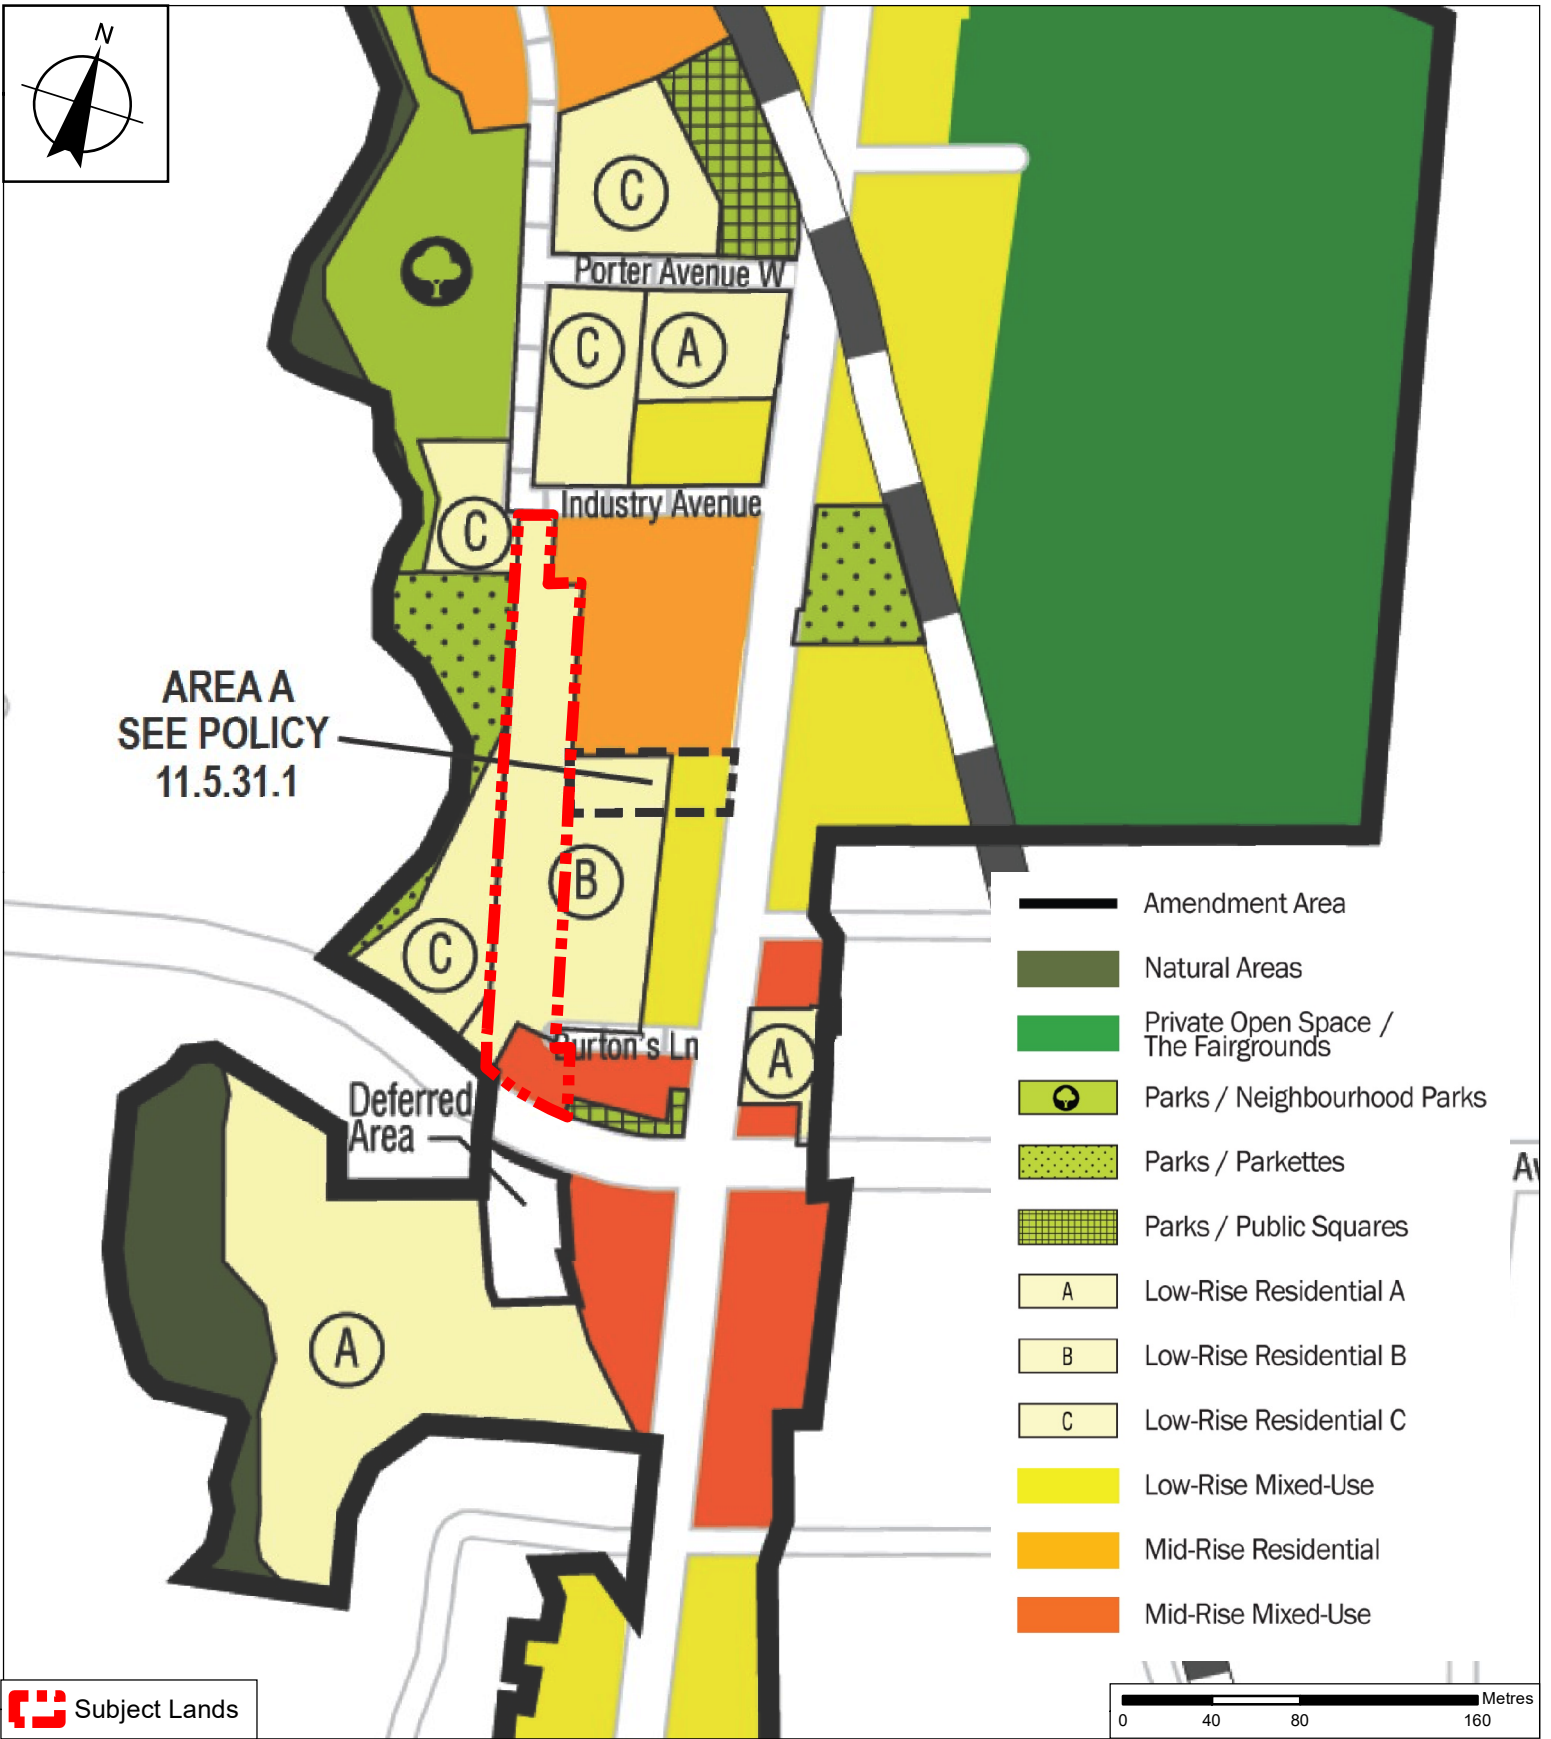 N
C
Porter Avenue W
C
A
Industry Avenue
C
AREA A
SEE POLICY
11.5.31.1
B
C
Burton's Ln
A
Deferred
Area
A
Amendment Area
Natural Areas
Private Open Space /
The Fairgrounds
Parks / Neighbourhood Parks
Parks / Parkettes
Parks / Public Squares
A Low-Rise Residential A
B Low-Rise Residential B
C Low-Rise Residential C
Low-Rise Mixed-Use
Mid-Rise Residential
Mid-Rise Mixed-Use
Subject Lands
Metres
0 40 80 160